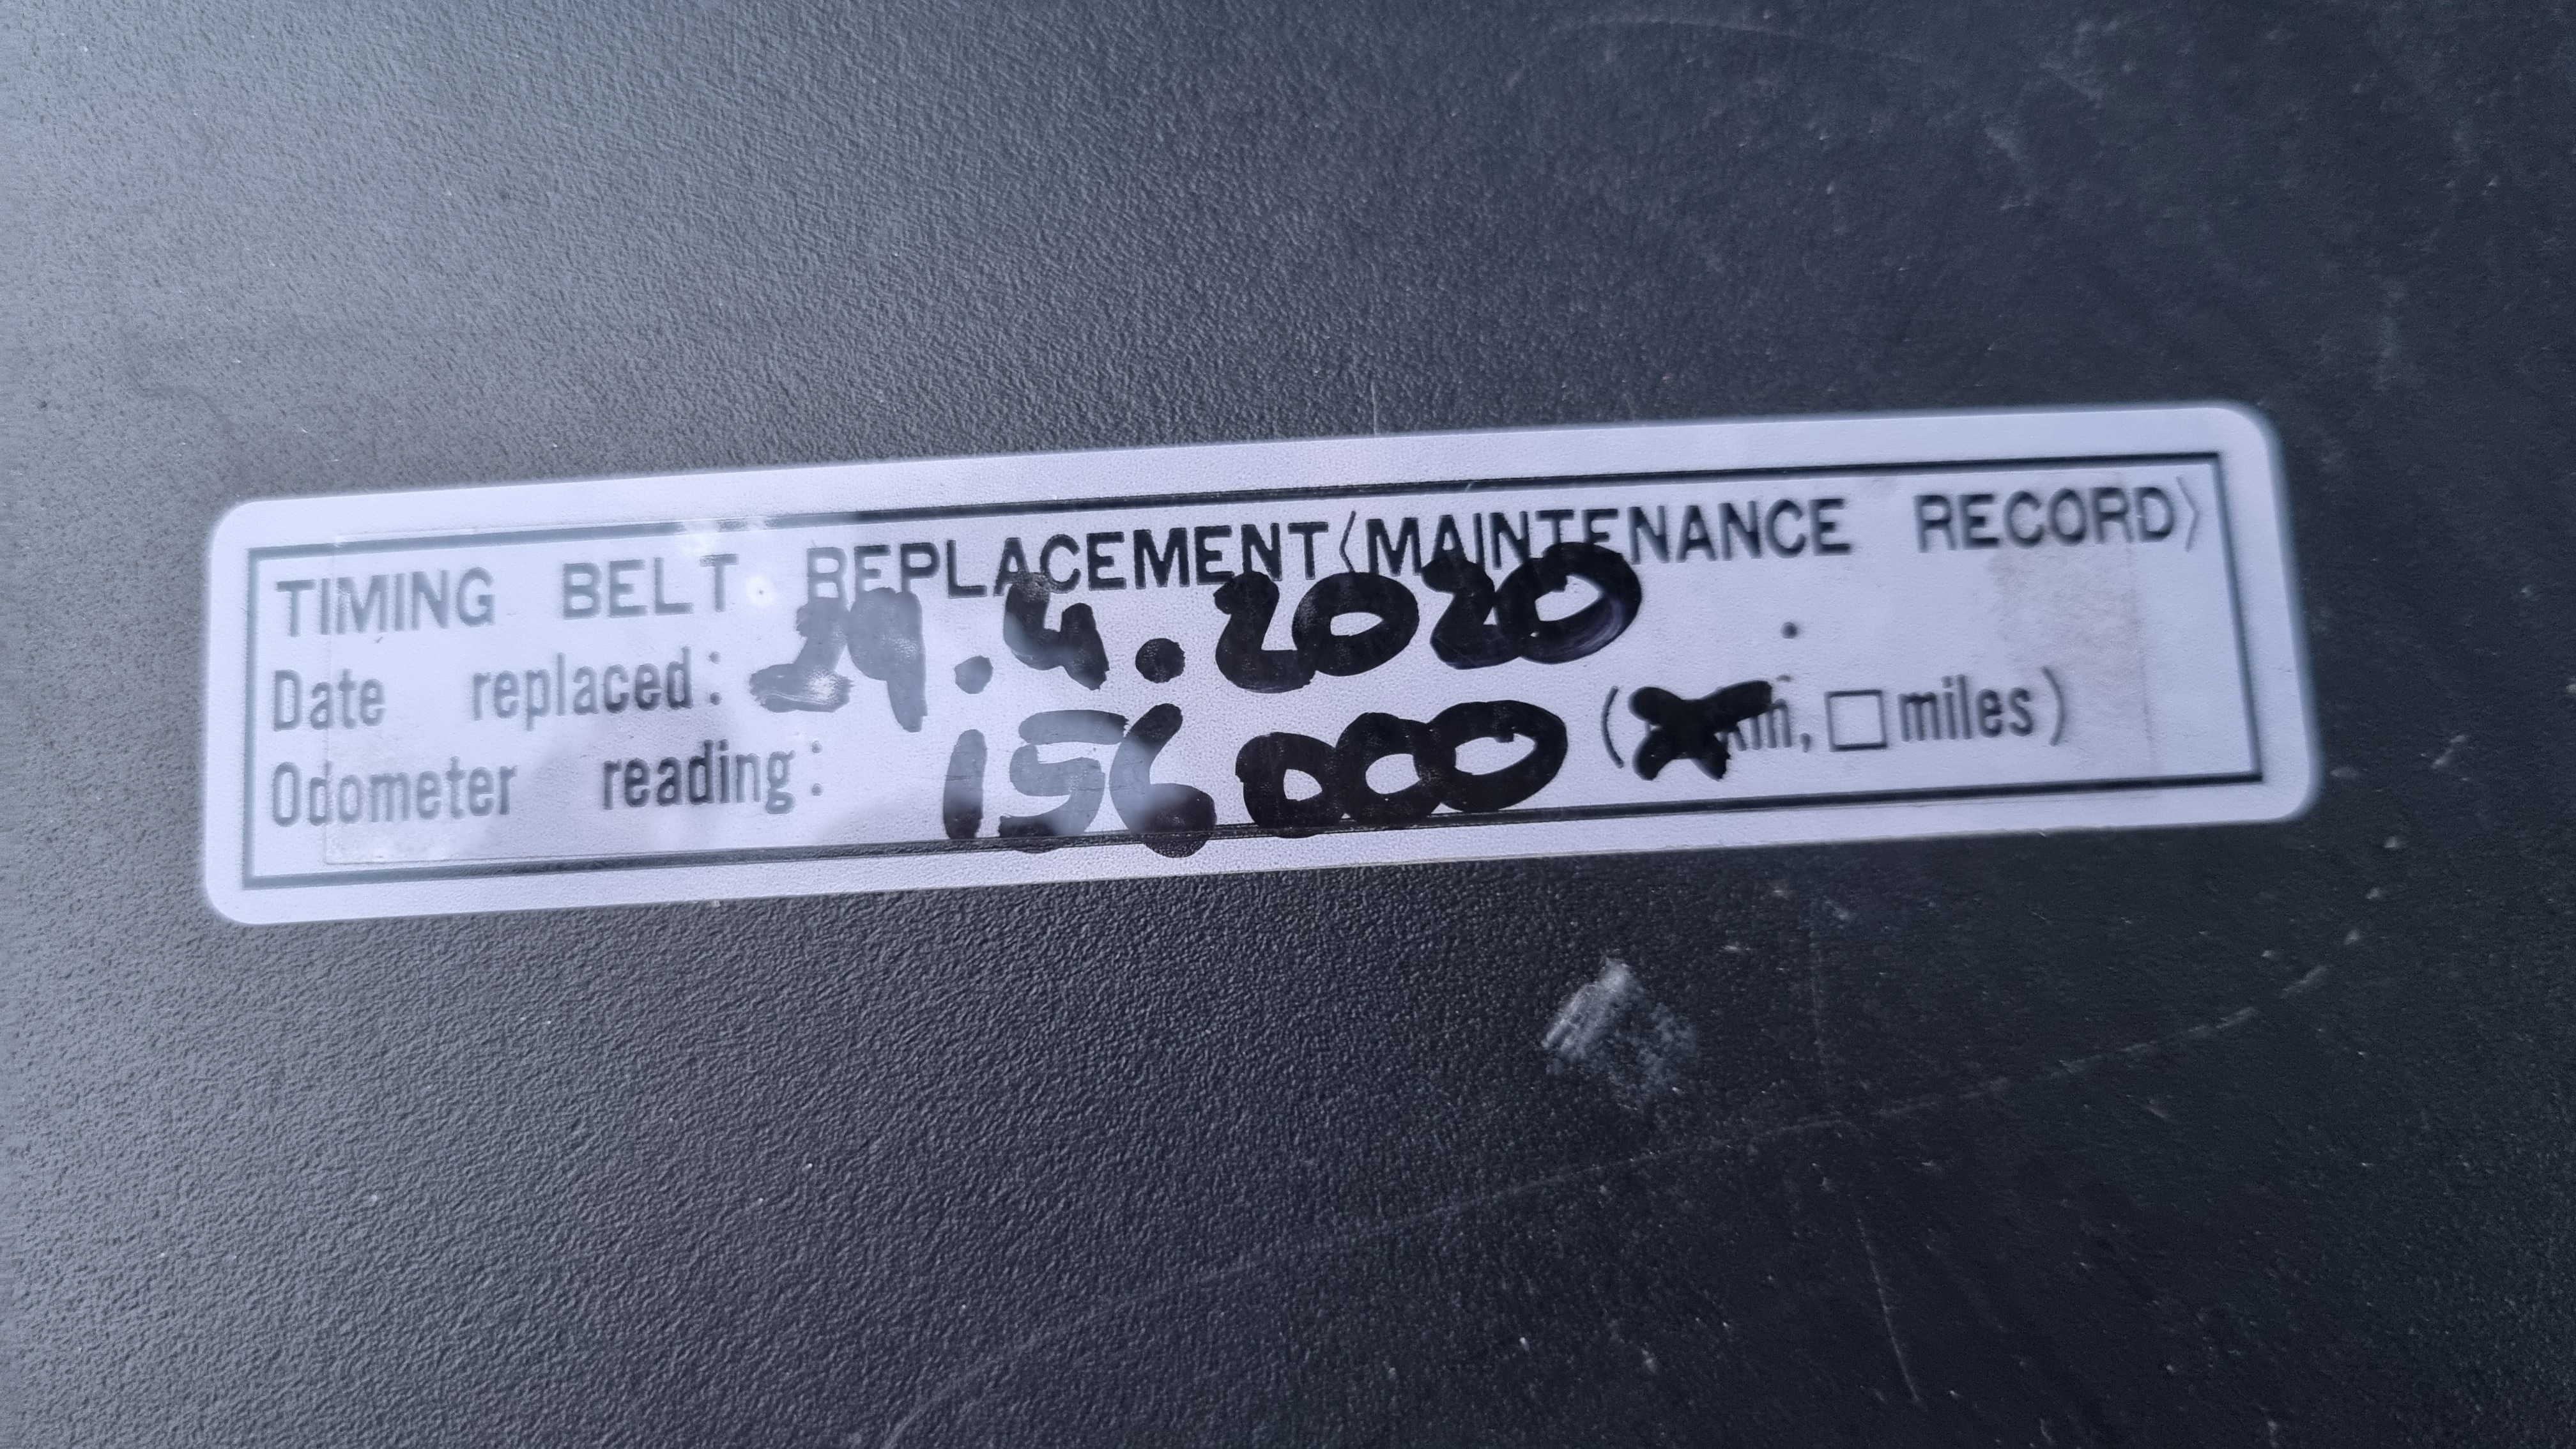 TIMING BELT REPLACEMENT〈MAINTENANCE RECORD〉
Date replaced: 29.4.2020
Odometer reading: 156000 (☒ km, □ miles)